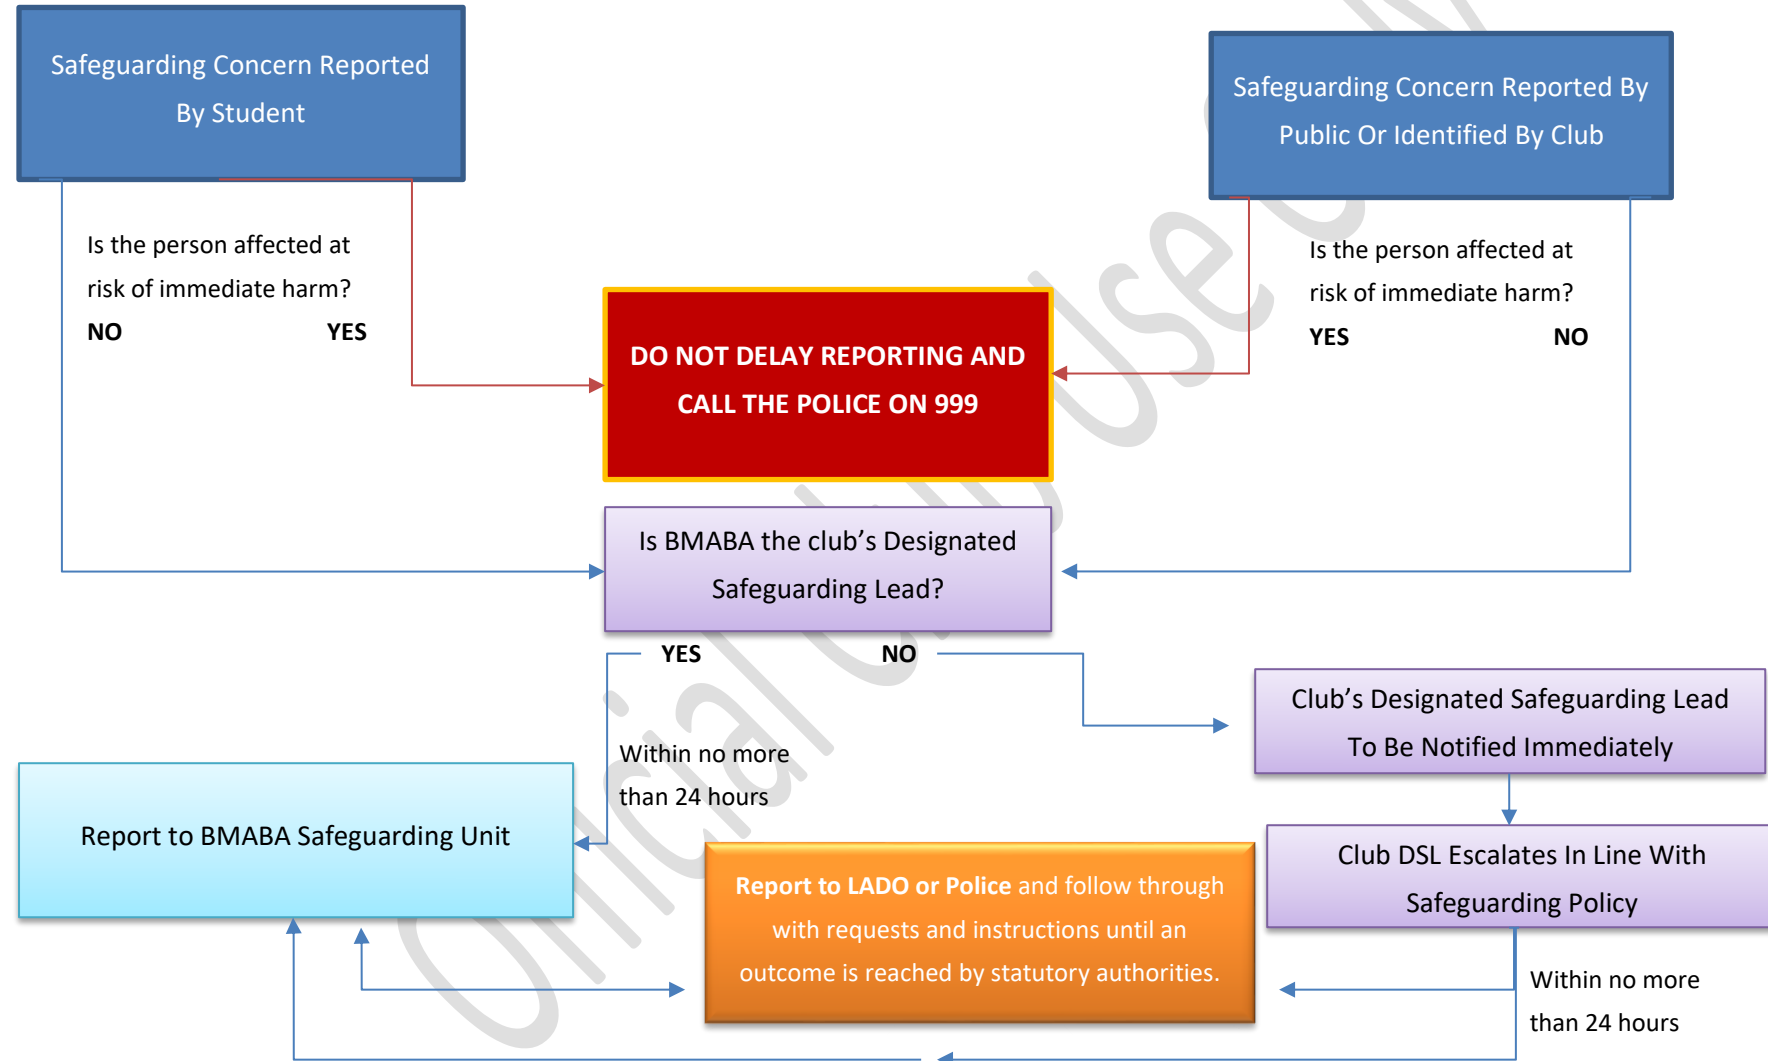 Safeguarding Concern Reported
By Student
Safeguarding Concern Reported By
Public Or Identified By Club
Is the person affected at
risk of immediate harm?
NO YES
Is the person affected at
risk of immediate harm?
YES NO
DO NOT DELAY REPORTING AND
CALL THE POLICE ON 999
Is BMABA the club's Designated
Safeguarding Lead?
YES NO
Club's Designated Safeguarding Lead
To Be Notified Immediately
Within no more
than 24 hours
Report to BMABA Safeguarding Unit
Club DSL Escalates In Line With
Safeguarding Policy
Report to LADO or Police and follow through
with requests and instructions until an
outcome is reached by statutory authorities.
Within no more
than 24 hours
Official Club Use